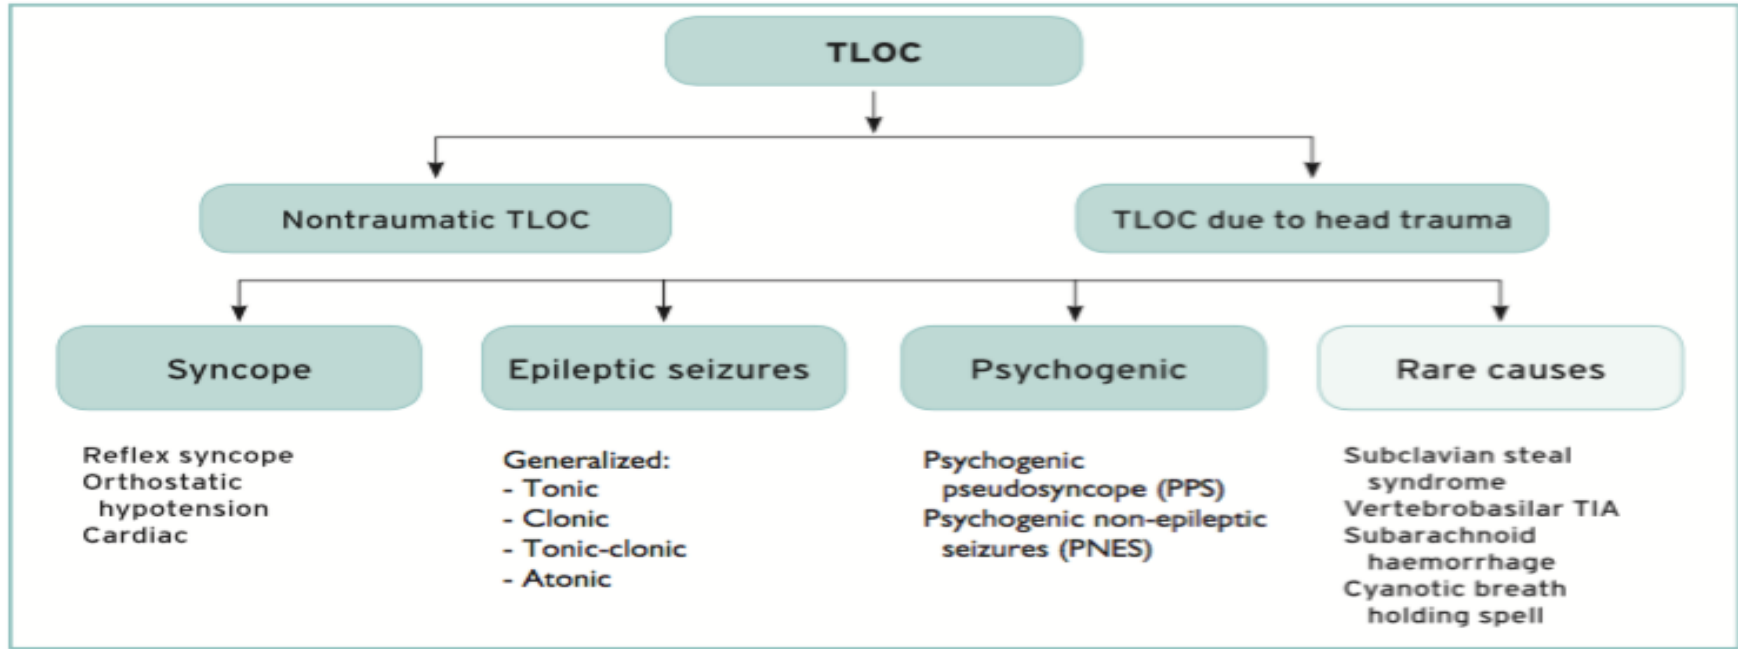 TLOC
Nontraumatic TLOC
TLOC due to head trauma
Syncope
Epileptic seizures
Psychogenic
Rare causes
Reflex syncope
Orthostatic
hypotension
Cardiac
Generalized:
- Tonic
- Clonic
- Tonic-clonic
- Atonic
Psychogenic
pseudosyncope (PPS)
Psychogenic non-epileptic
seizures (PNES)
Subclavian steal
syndrome
Vertebrobasilar TIA
Subarachnoid
haemorrhage
Cyanotic breath
holding spell